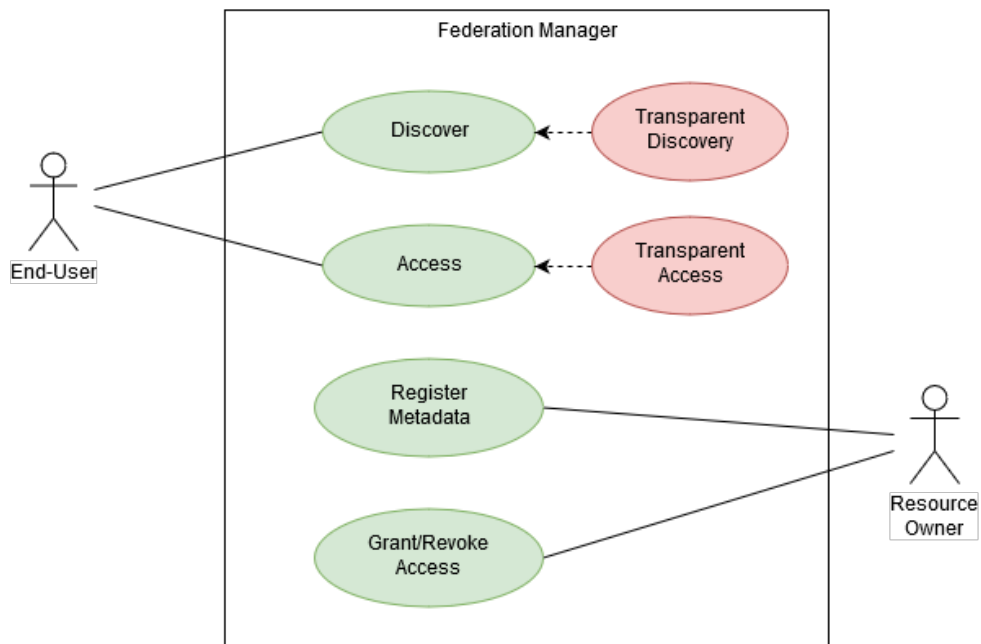 Federation Manager
Discover
Transparent
Discovery
End-User
Access
Transparent
Access
Register
Metadata
Resource
Owner
Grant/Revoke
Access